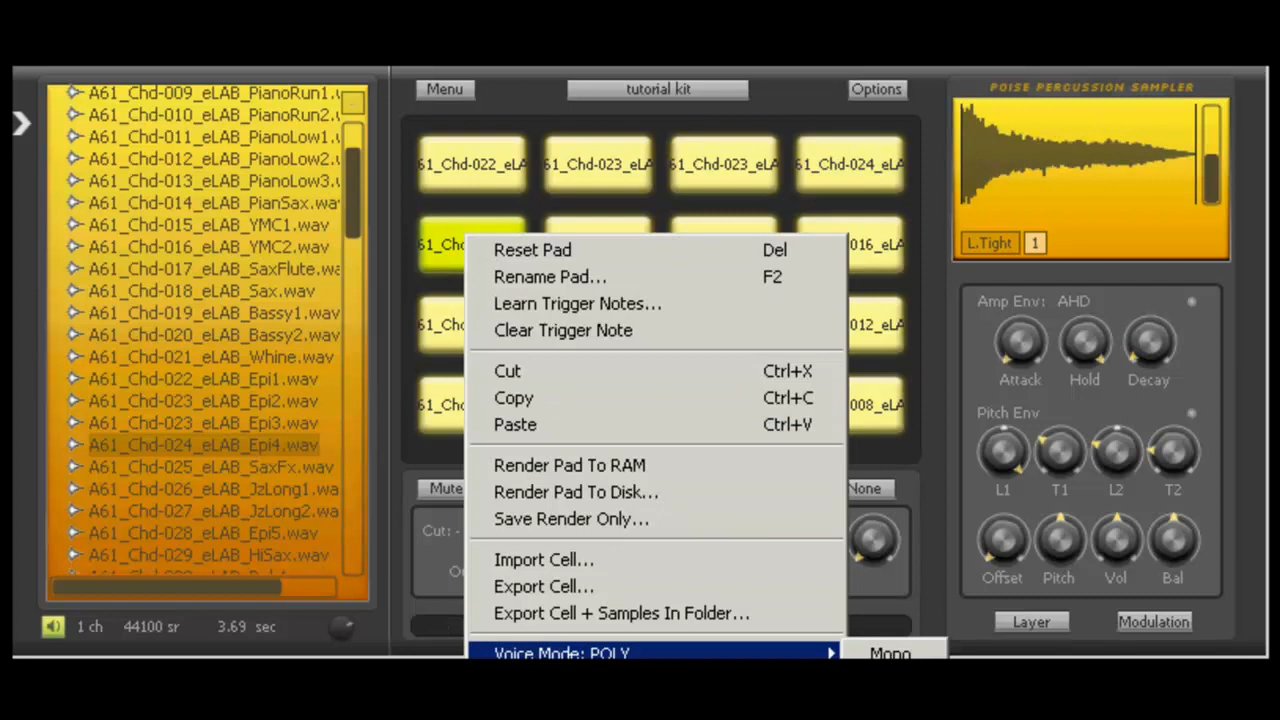 A61_Chd-009_eLAB_PianoRun1.
A61_Chd-010_eLAB_PianoRun2.
A61_Chd-011_eLAB_PianoLow1.
A61_Chd-012_eLAB_PianoLow2.
A61_Chd-013_eLAB_PianoLow3.
A61_Chd-014_eLAB_PianSax.wa
A61_Chd-015_eLAB_YMC1.wav
A61_Chd-016_eLAB_YMC2.wav
A61_Chd-017_eLAB_SaxFlute.wa
A61_Chd-018_eLAB_Sax.wav
A61_Chd-019_eLAB_Bassy1.wav
A61_Chd-020_eLAB_Bassy2.wav
A61_Chd-021_eLAB_Whine.wav
A61_Chd-022_eLAB_Epi1.wav
A61_Chd-023_eLAB_Epi2.wav
A61_Chd-023_eLAB_Epi3.wav
A61_Chd-024_eLAB_Epi4.wav
A61_Chd-025_eLAB_SaxFx.wav
A61_Chd-026_eLAB_JzLong1.wa
A61_Chd-027_eLAB_JzLong2.wa
A61_Chd-028_eLAB_Epi5.wav
A61_Chd-029_eLAB_HiSax.wav
1 ch 44100 sr 3.69 sec
Menu tutorial kit Options
61_Chd-022_eLA 61_Chd-023_eLA 61_Chd-023_eLA 61_Chd-024_eLA
61_Ch 016_eLA
61_Ch 012_eLA
61_Ch 008_eLA
Mute None
Cut: -
Reset Pad Del
Rename Pad... F2
Learn Trigger Notes...
Clear Trigger Note
Cut Ctrl+X
Copy Ctrl+C
Paste Ctrl+V
Render Pad To RAM
Render Pad To Disk...
Save Render Only...
Import Cell...
Export Cell...
Export Cell + Samples In Folder...
Voice Mode: POLY
Mono
POISE PERCUSSION SAMPLER
L.Tight 1
Amp Env: AHD
Attack Hold Decay
Pitch Env
L1 T1 L2 T2
Offset Pitch Vol Bal
Layer Modulation